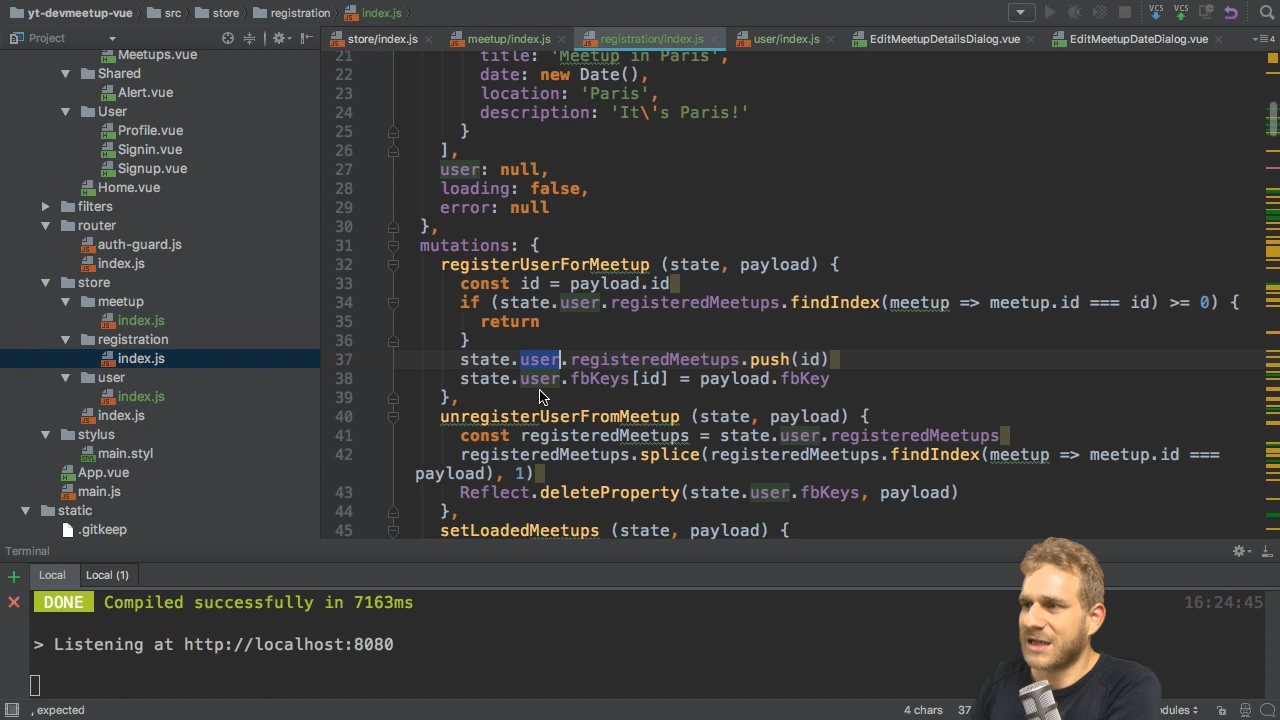 yt-devmeetup-vue src store registration index.js
Project
store/index.js meetup/index.js registration/index.js user/index.js EditMeetupDetailsDialog.vue EditMeetupDateDialog.vue
Meetups.vue
Shared
Alert.vue
User
Profile.vue
Signin.vue
Signup.vue
Home.vue
filters
router
auth-guard.js
index.js
store
meetup
index.js
registration
index.js
user
index.js
index.js
stylus
main.styl
App.vue
main.js
static
.gitkeep
21 title: 'Meetup in Paris',
22 date: new Date(),
23 location: 'Paris',
24 description: 'It\'s Paris!'
25 }
26 ],
27 user: null,
28 loading: false,
29 error: null
30 },
31 mutations: {
32 registerUserForMeetup (state, payload) {
33 const id = payload.id
34 if (state.user.registeredMeetups.findIndex(meetup => meetup.id === id) >= 0) {
35 return
36 }
37 state.user.registeredMeetups.push(id)
38 state.user.fbKeys[id] = payload.fbKey
39 },
40 unregisterUserFromMeetup (state, payload) {
41 const registeredMeetups = state.user.registeredMeetups
42 registeredMeetups.splice(registeredMeetups.findIndex(meetup => meetup.id ===
payload), 1)
43 Reflect.deleteProperty(state.user.fbKeys, payload)
44 },
45 setLoadedMeetups (state, payload) {
Terminal
Local Local (1)
DONE Compiled successfully in 7163ms 16:24:45
> Listening at http://localhost:8080
, expected 4 chars 37